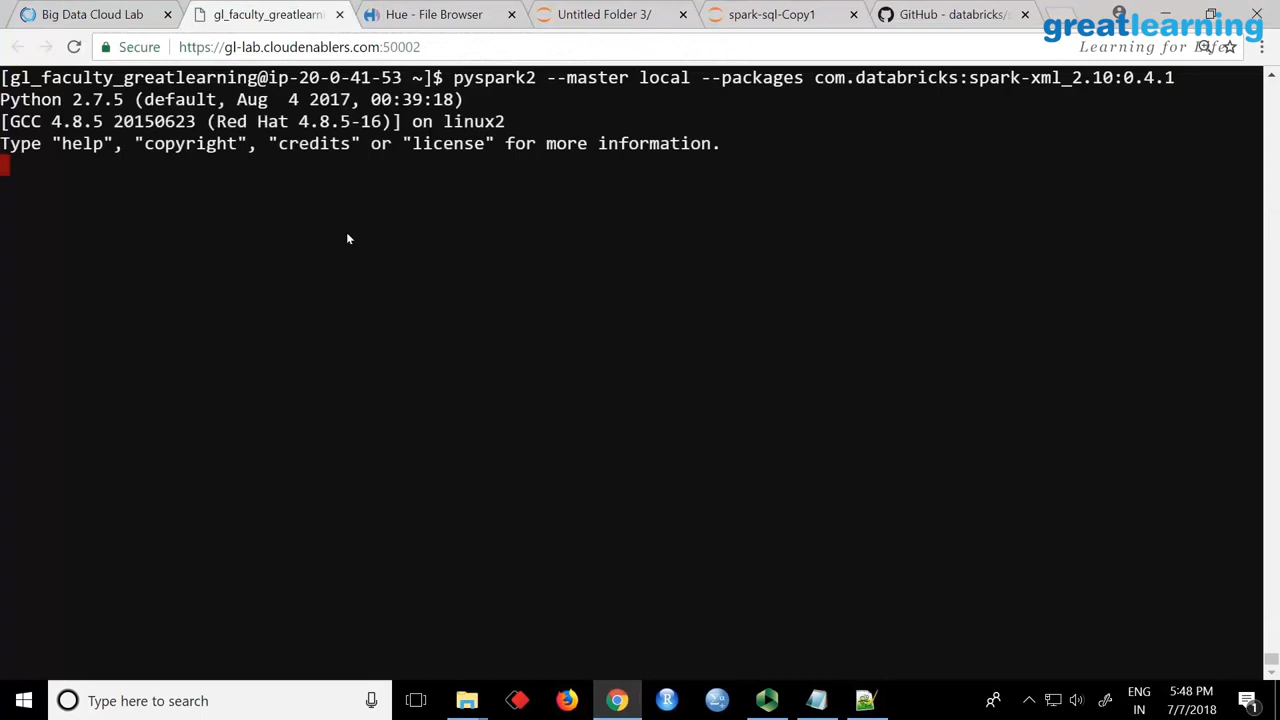 Big Data Cloud Lab
gl_faculty_greatlearni
Hue - File Browser
Untitled Folder 3/
spark-sql-Copy1
GitHub - databricks/s
greatlearning
Learning for Life
Secure
https://gl-lab.cloudenablers.com:50002
[gl_faculty_greatlearning@ip-20-0-41-53 ~]$ pyspark2 --master local --packages com.databricks:spark-xml_2.10:0.4.1
Python 2.7.5 (default, Aug  4 2017, 00:39:18)
[GCC 4.8.5 20150623 (Red Hat 4.8.5-16)] on linux2
Type "help", "copyright", "credits" or "license" for more information.
Type here to search
R
ENG
IN
5:48 PM
7/7/2018
1